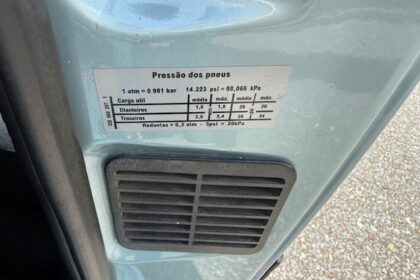 Pressão dos pneus
1 atm = 0 981 bar 14.223 psi = 98,066 kPa
Carga util média máx. média máx.
Dianteiros 1,8 1,8 26 26
Traseiros 2,0 2,4 28 34
Rodovias + 0,2 atm - 3psi = 20kPa